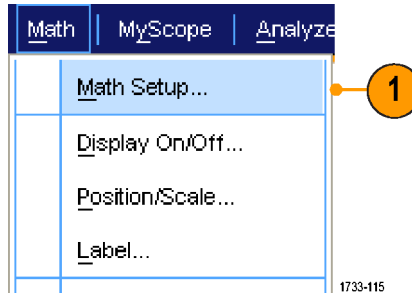 Math MyScope Analyze
Math Setup...
1
Display On/Off...
Position/Scale...
Label...
1733-115